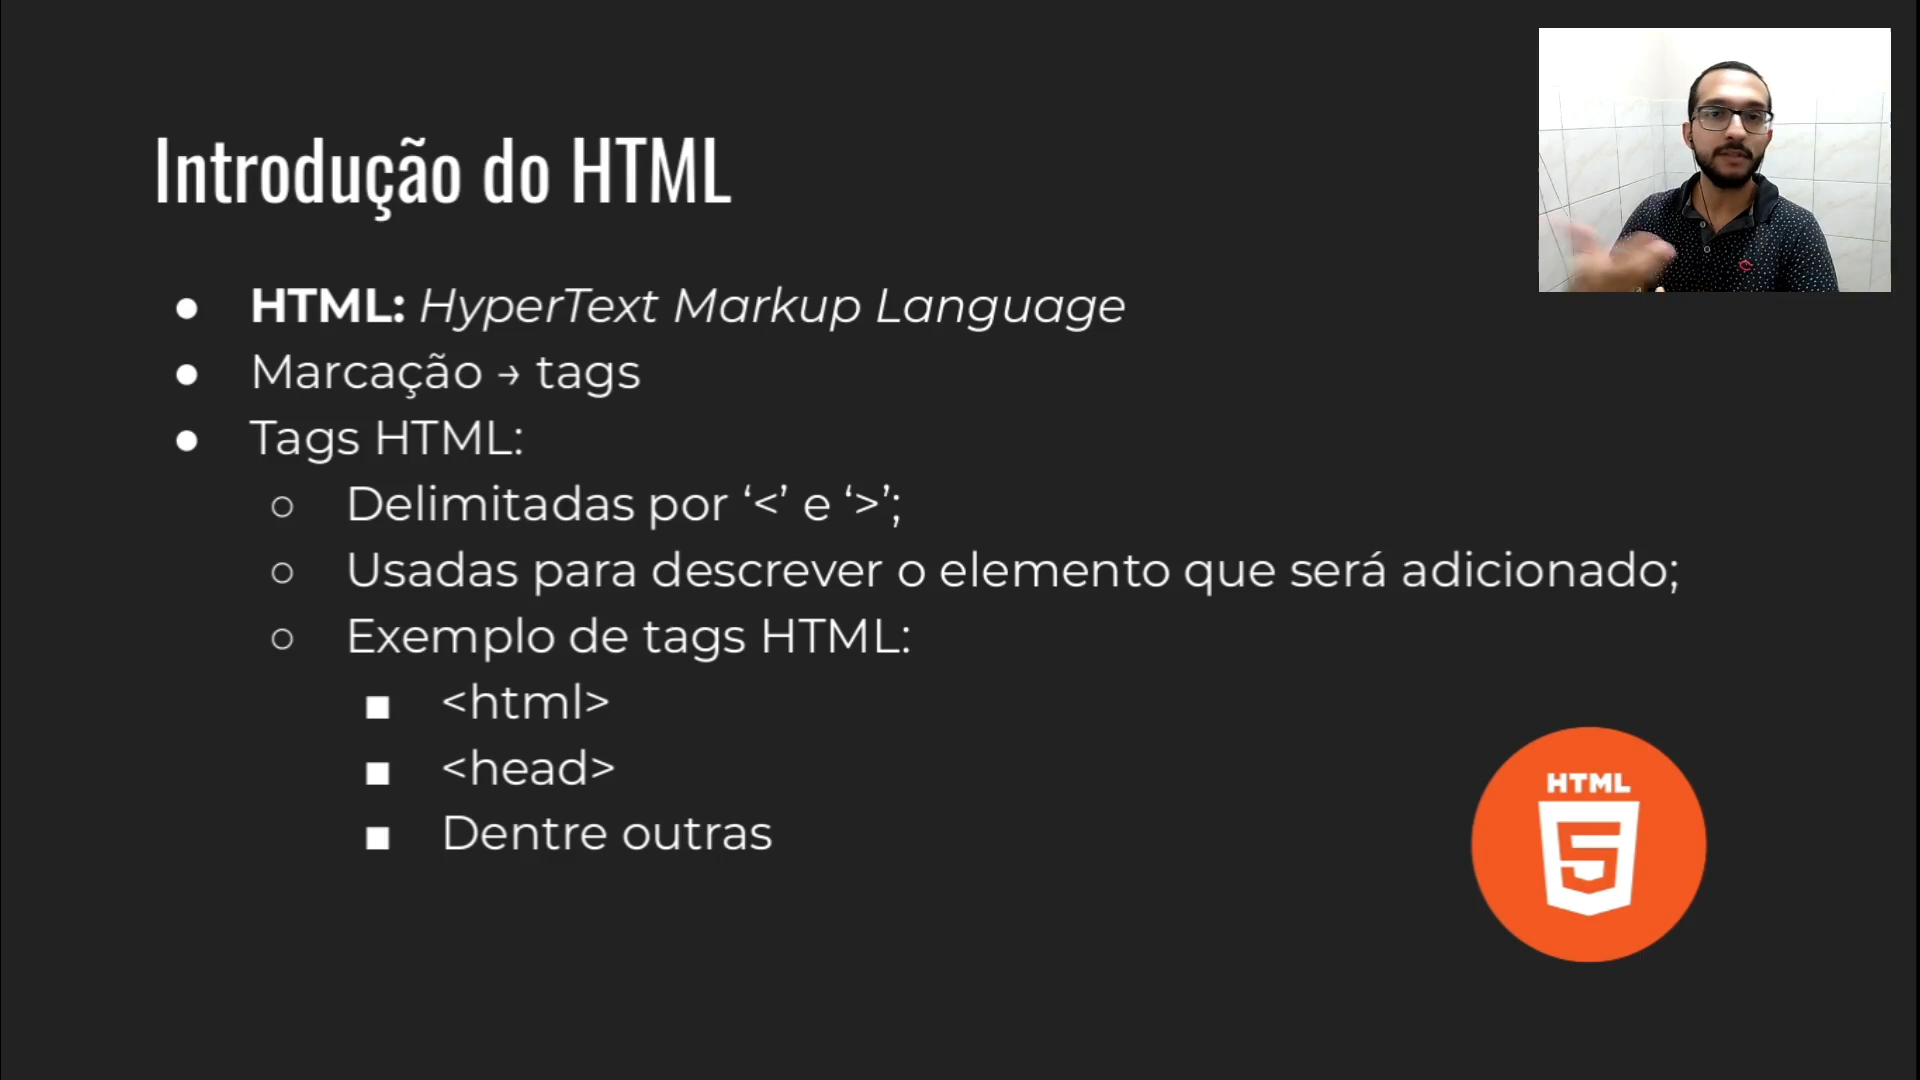 Introdução do HTML
● HTML: HyperText Markup Language
● Marcação → tags
● Tags HTML:
○ Delimitadas por ‘<’ e ‘>’;
○ Usadas para descrever o elemento que será adicionado;
○ Exemplo de tags HTML:
■ <html>
■ <head>
■ Dentre outras
HTML
5